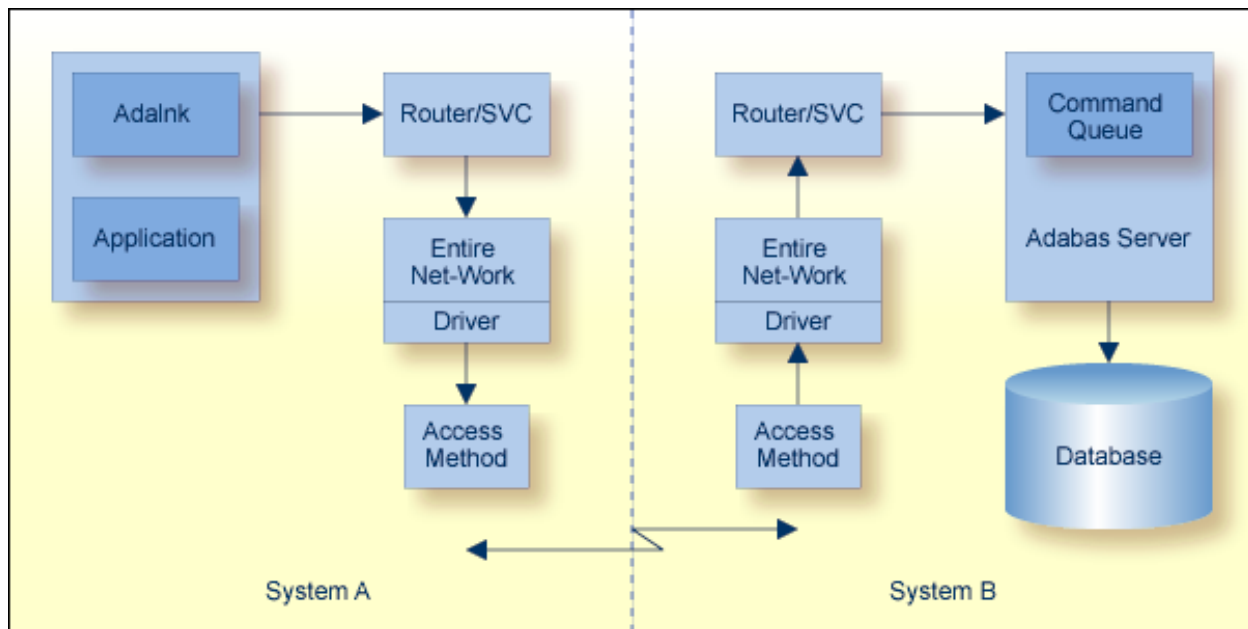 Adalnk
Application
Router/SVC
Entire
Net-Work
Driver
Access
Method
System A
Router/SVC
Entire
Net-Work
Driver
Access
Method
Command
Queue
Adabas Server
Database
System B